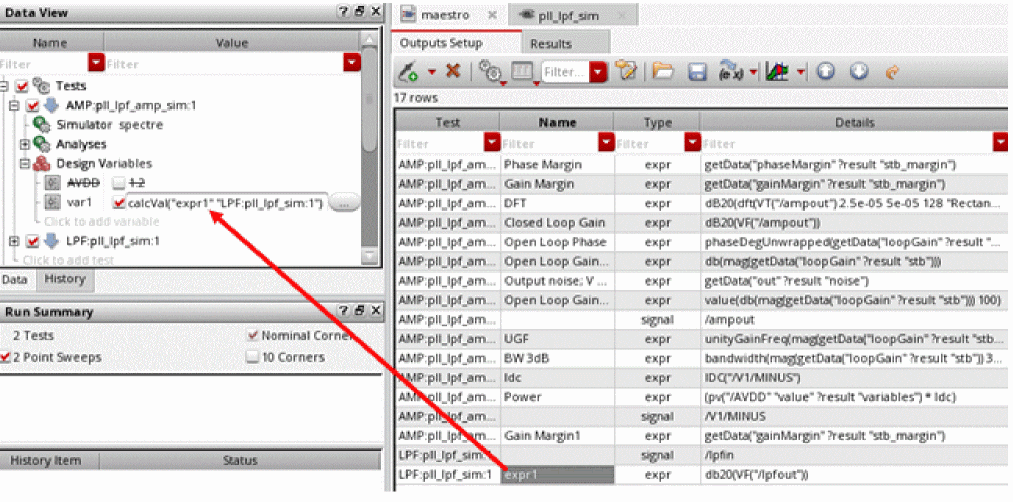 Data View
Name Value
Filter Filter
Tests
AMP:pll_lpf_amp_sim:1
Simulator spectre
Analyses
Design Variables
AVDD 1.2
var1 calcVal("expr1" "LPF:pll_lpf_sim:1") ...
Click to add variable
LPF:pll_lpf_sim:1
Click to add test
Data History
Run Summary
2 Tests Nominal Corner
2 Point Sweeps 10 Corners
History Item Status
maestro pll_lpf_sim
Outputs Setup Results
Filter...
17 rows
Test Name Type Details
Filter Filter Filter Filter
AMP:pll_lpf_am... Phase Margin expr getData("phaseMargin" ?result "stb_margin")
AMP:pll_lpf_am... Gain Margin expr getData("gainMargin" ?result "stb_margin")
AMP:pll_lpf_am... DFT expr dB20(dft(VT("/ampout") 2.5e-05 5e-05 128 "Rectan...
AMP:pll_lpf_am... Closed Loop Gain expr dB20(VF("/ampout"))
AMP:pll_lpf_am... Open Loop Phase expr phaseDegUnwrapped(getData("loopGain" ?result "...
AMP:pll_lpf_am... Open Loop Gain... expr db(mag(getData("loopGain" ?result "stb")))
AMP:pll_lpf_am... Output noise; V ... expr getData("out" ?result "noise")
AMP:pll_lpf_am... Open Loop Gain... expr value(db(mag(getData("loopGain" ?result "stb"))) 100)
AMP:pll_lpf_am... signal /ampout
AMP:pll_lpf_am... UGF expr unityGainFreq(mag(getData("loopGain" ?result "stb...
AMP:pll_lpf_am... BW 3dB expr bandwidth(mag(getData("loopGain" ?result "stb")) 3...
AMP:pll_lpf_am... Idc expr IDC("/V1/MINUS")
AMP:pll_lpf_am... Power expr (pv("/AVDD" "value" ?result "variables") * Idc)
AMP:pll_lpf_am... signal /V1/MINUS
AMP:pll_lpf_am... Gain Margin1 expr getData("gainMargin" ?result "stb_margin")
LPF:pll_lpf_sim:1 signal /lpfin
LPF:pll_lpf_sim:1 expr1 expr db20(VF("/lpfout"))